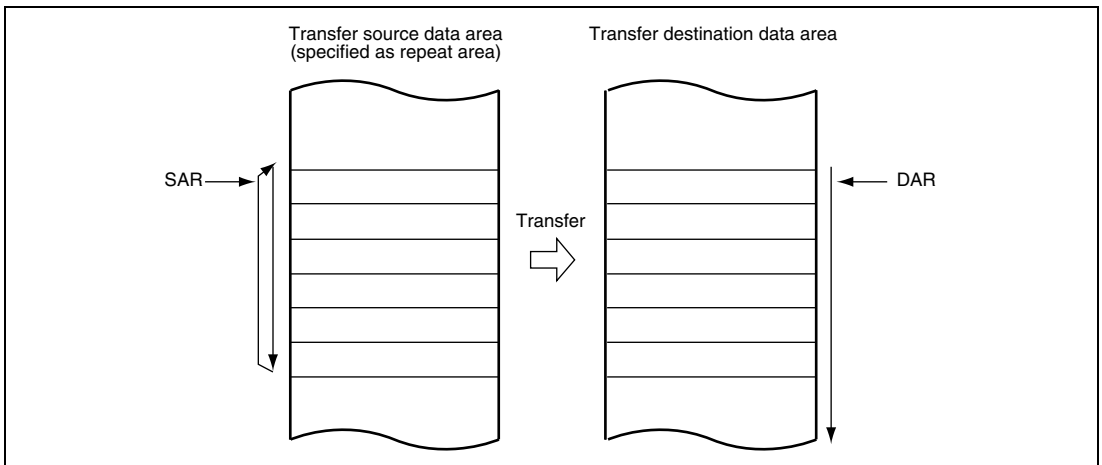 Transfer source data area
(specified as repeat area)
Transfer destination data area
SAR
Transfer
DAR